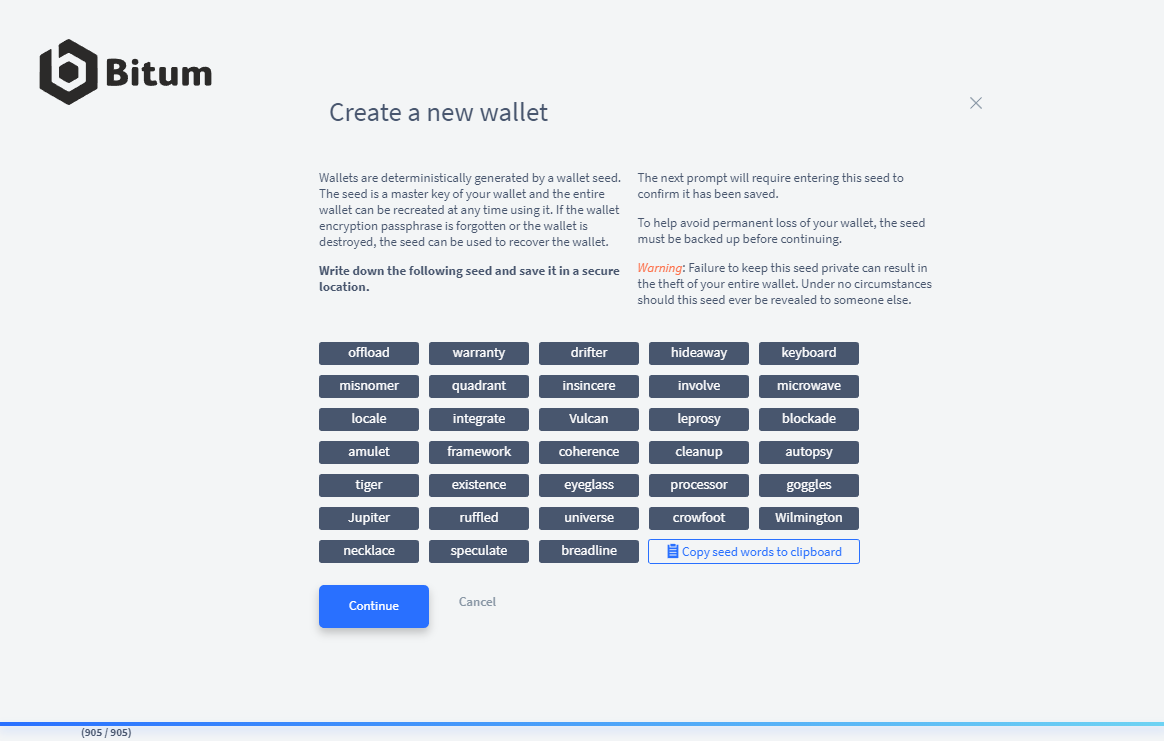 Bitum
Create a new wallet
Wallets are deterministically generated by a wallet seed.
The seed is a master key of your wallet and the entire
wallet can be recreated at any time using it. If the wallet
encryption passphrase is forgotten or the wallet is
destroyed, the seed can be used to recover the wallet.
Write down the following seed and save it in a secure
location.
The next prompt will require entering this seed to
confirm it has been saved.
To help avoid permanent loss of your wallet, the seed
must be backed up before continuing.
Warning: Failure to keep this seed private can result in
the theft of your entire wallet. Under no circumstances
should this seed ever be revealed to someone else.
offload warranty drifter hideaway keyboard
misnomer quadrant insincere involve microwave
locale integrate Vulcan leprosy blockade
amulet framework coherence cleanup autopsy
tiger existence eyeglass processor goggles
Jupiter ruffled universe crowfoot Wilmington
necklace speculate breadline Copy seed words to clipboard
Continue Cancel
(905 / 905)